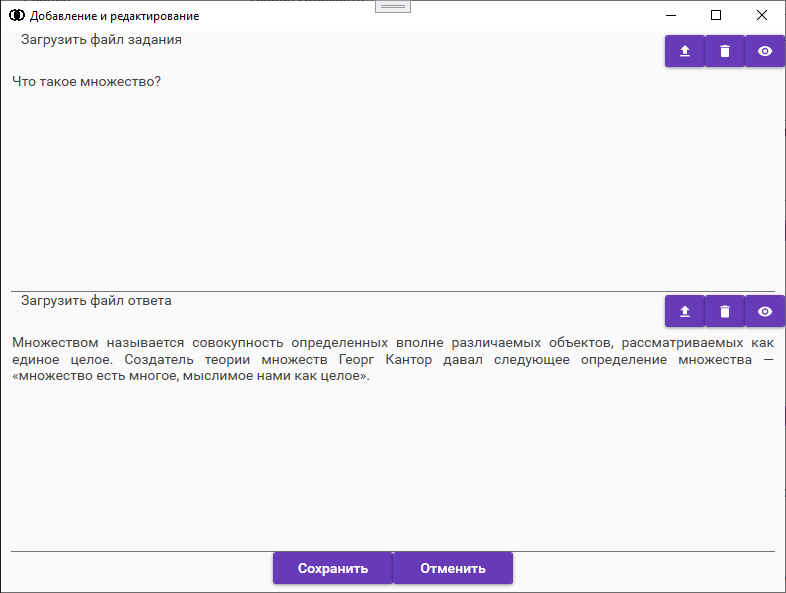 Добавление и редактирование
Загрузить файл задания
Что такое множество?
Загрузить файл ответа
Множеством называется совокупность определенных вполне различаемых объектов, рассматриваемых как
единое целое. Создатель теории множеств Георг Кантор давал следующее определение множества —
«множество есть многое, мыслимое нами как целое».
Сохранить
Отменить